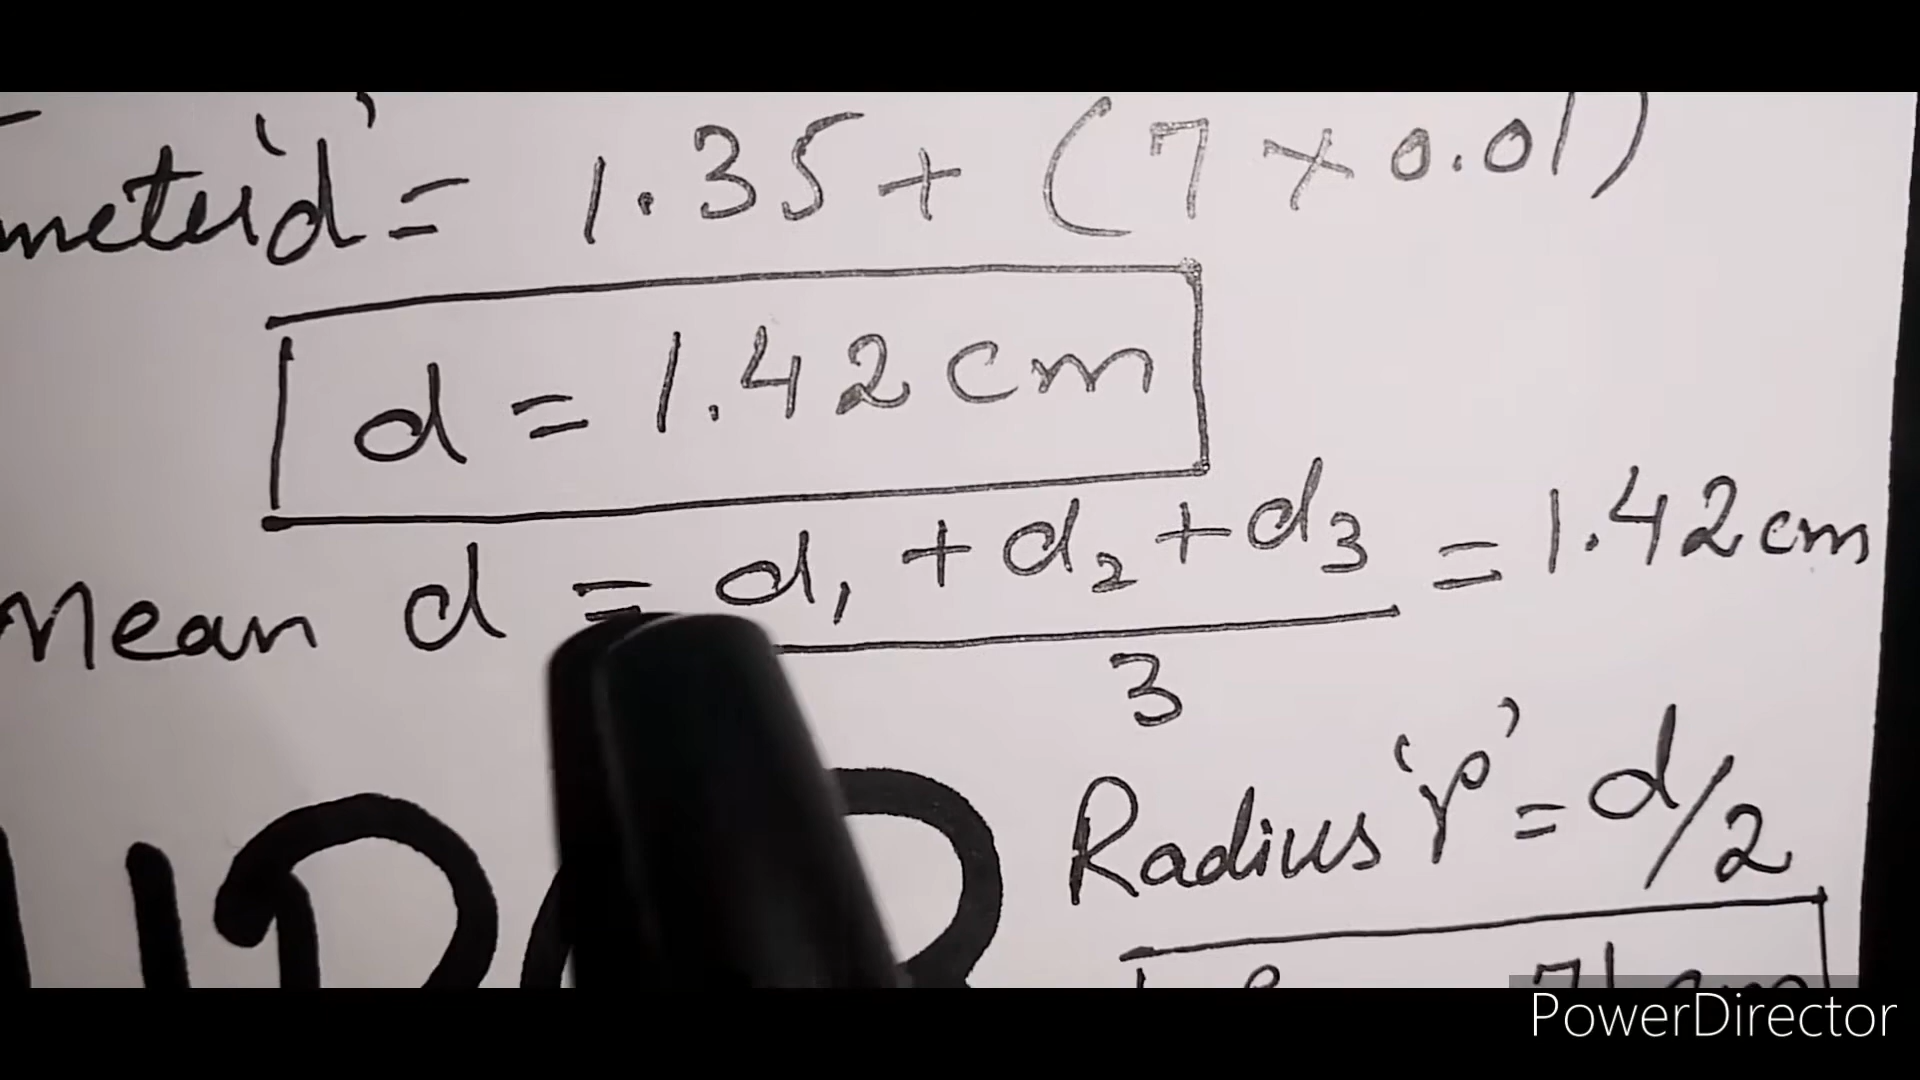 'd' = 1.35 + (7 × 0.01)
d = 1.42 cm
Mean d = d₁ + d₂ + d₃ = 1.42 cm
3
Radius 'r' = d/2
PowerDirector